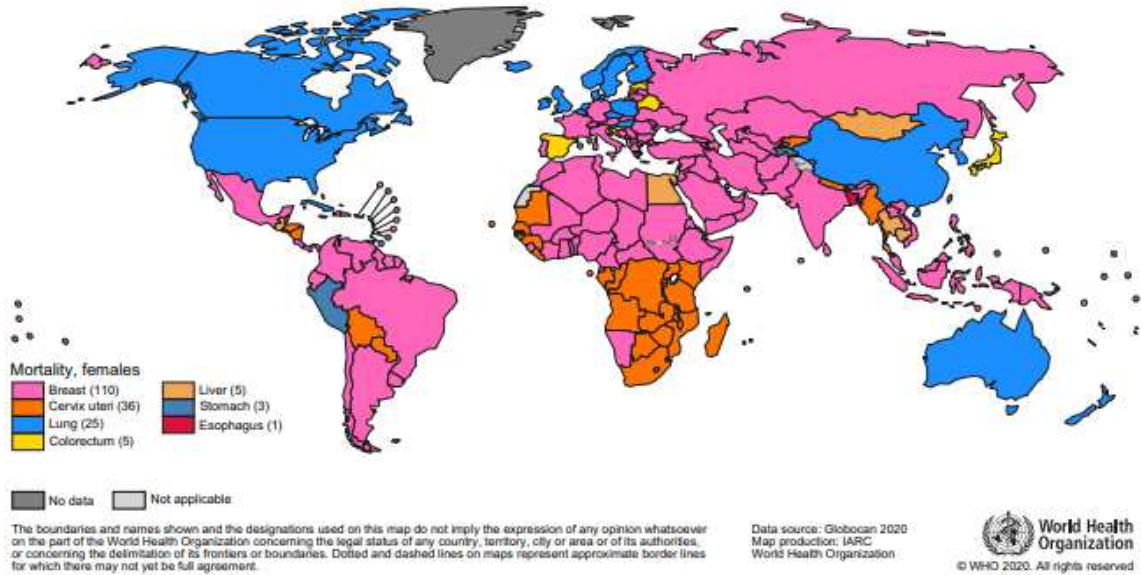 Mortality, females
Breast (110)
Cervix uteri (36)
Lung (25)
Colorectum (5)
Liver (5)
Stomach (3)
Esophagus (1)
No data
Not applicable
The boundaries and names shown and the designations used on this map do not imply the expression of any opinion whatsoever
on the part of the World Health Organization concerning the legal status of any country, territory, city or area or of its authorities,
or concerning the delimitation of its frontiers or boundaries. Dotted and dashed lines on maps represent approximate border lines
for which there may not yet be full agreement.
Data source: Globocan 2020
Map production: IARC
World Health Organization
World Health
Organization
© WHO 2020. All rights reserved